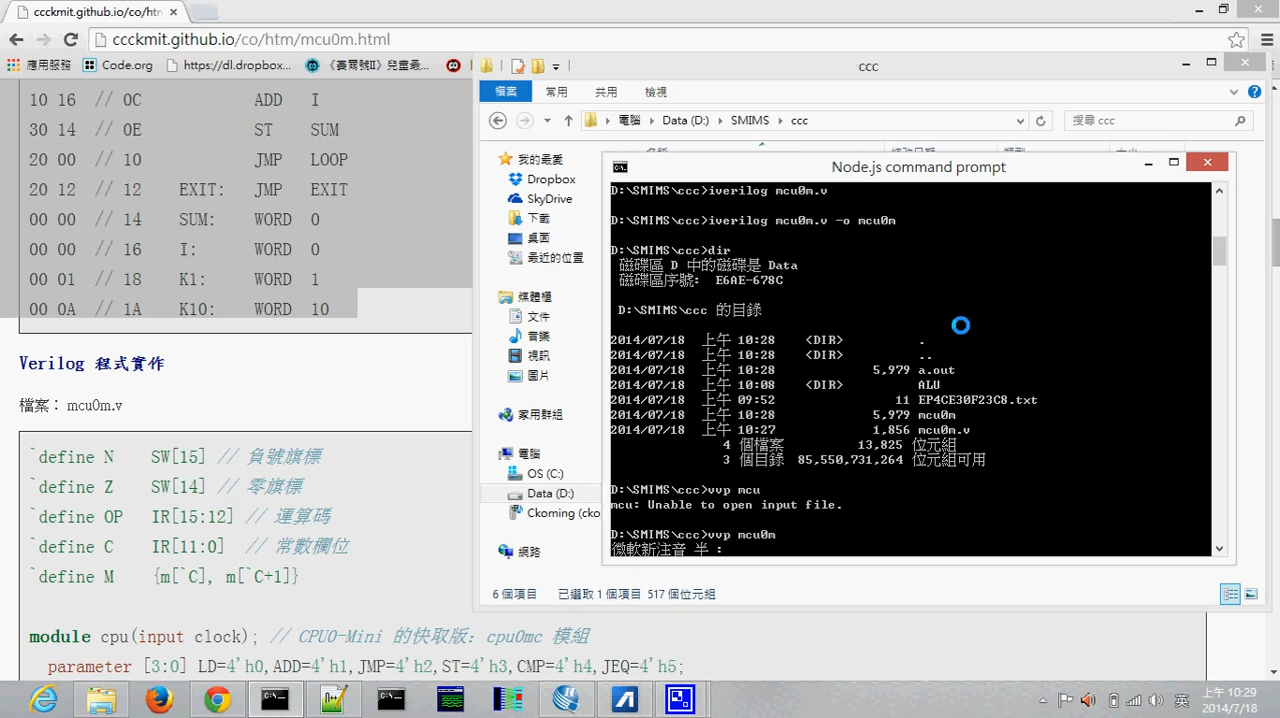 ccckmit.github.io/co/htm
ccckmit.github.io/co/htm/mcu0m.html
應用服務
Code.org
https://dl.dropbox...
《賽爾號II》兒童最...
10 16 // 0C ADD I
30 14 // 0E ST SUM
20 00 // 10 JMP LOOP
20 12 // 12 EXIT: JMP EXIT
00 00 // 14 SUM: WORD 0
00 00 // 16 I: WORD 0
00 01 // 18 K1: WORD 1
00 0A // 1A K10: WORD 10
Verilog 程式實作
檔案： mcu0m.v
`define N SW[15] // 負號旗標
`define Z SW[14] // 零旗標
`define OP IR[15:12] // 運算碼
`define C IR[11:0] // 常數欄位
`define M {m[`C], m[`C+1]}
module cpu(input clock); // CPU0-Mini 的快取版：cpu0mc 模組
parameter [3:0] LD=4'h0,ADD=4'h1,JMP=4'h2,ST=4'h3,CMP=4'h4,JEQ=4'h5;
ccc
檔案 常用 共用 檢視
電腦 Data (D:) SMIMS ccc
搜尋 ccc
我的最愛
Dropbox
SkyDrive
下載
桌面
最近的位置
媒體櫃
文件
音樂
視訊
圖片
家用群組
電腦
OS (C:)
Data (D:)
Ckoming (cko
網路
6 個項目 已選取 1 個項目 517 個位元組
Node.js command prompt
D:\SMIMS\ccc>iverilog mcu0m.v
D:\SMIMS\ccc>iverilog mcu0m.v -o mcu0m
D:\SMIMS\ccc>dir
磁碟區 D 中的磁碟是 Data
磁碟區序號： E6AE-678C
D:\SMIMS\ccc 的目錄
2014/07/18 上午 10:28 <DIR> .
2014/07/18 上午 10:28 <DIR> ..
2014/07/18 上午 10:28 5,979 a.out
2014/07/18 上午 10:08 <DIR> ALU
2014/07/18 上午 09:52 11 EP4CE30F23C8.txt
2014/07/18 上午 10:28 5,979 mcu0m
2014/07/18 上午 10:27 1,856 mcu0m.v
4 個檔案 13,825 位元組
3 個目錄 85,550,731,264 位元組可用
D:\SMIMS\ccc>vvp mcu
mcu: Unable to open input file.
D:\SMIMS\ccc>vvp mcu0m
微軟新注音 半 :
英
上午 10:29
2014/7/18